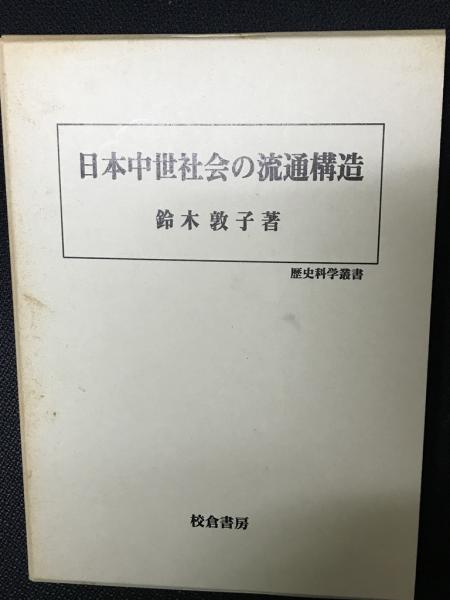 日本中世社会の流通構造
鈴木敦子著
歴史科学叢書
校倉書房